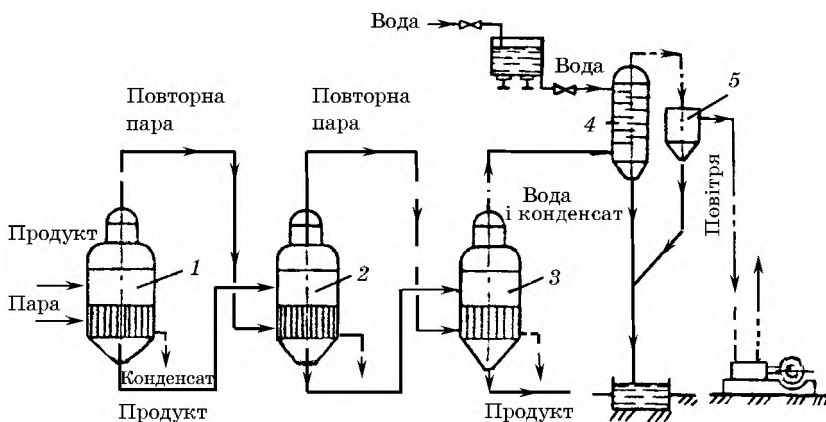 Вода
Вода
Повторна
пара
Повторна
пара
5
4
Вода
і конденсат
Повітря
Продукт
1
2
3
Пара
Конденсат
Продукт
Продукт